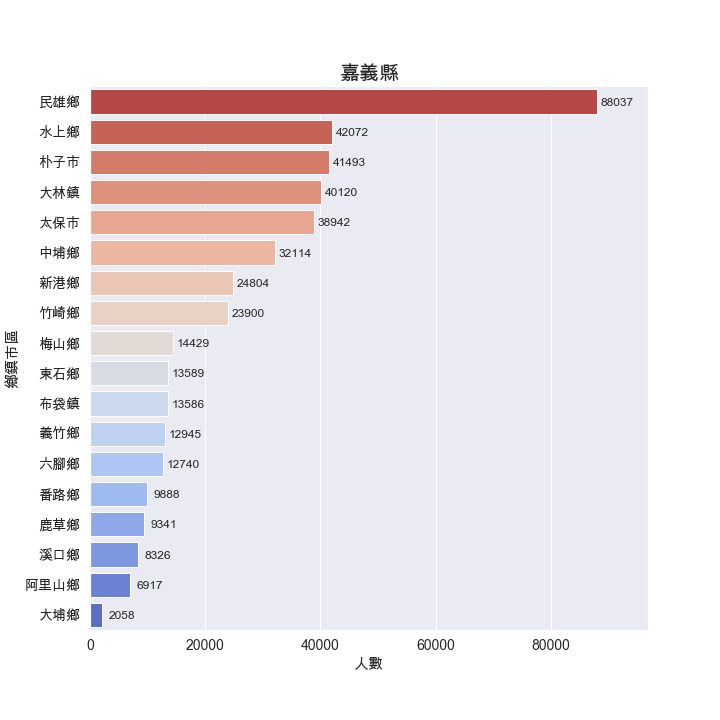 嘉義縣
鄉鎮市區
民雄鄉 88037
水上鄉 42072
朴子市 41493
大林鎮 40120
太保市 38942
中埔鄉 32114
新港鄉 24804
竹崎鄉 23900
梅山鄉 14429
東石鄉 13589
布袋鎮 13586
義竹鄉 12945
六腳鄉 12740
番路鄉 9888
鹿草鄉 9341
溪口鄉 8326
阿里山鄉 6917
大埔鄉 2058
0 20000 40000 60000 80000
人數